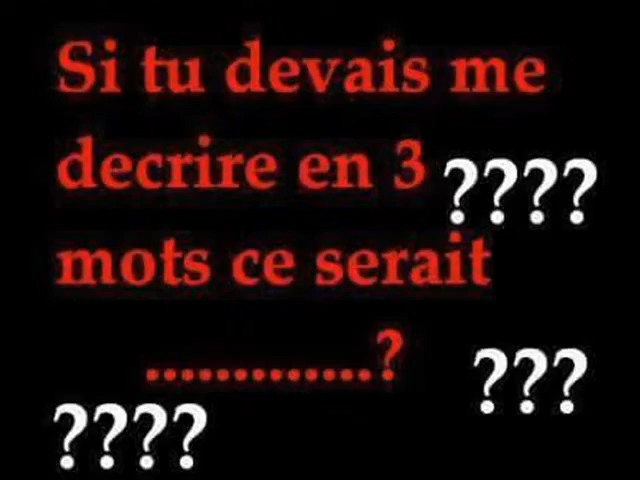 Si tu devais me
decrire en 3 ????
mots ce serait
.............? ???
????